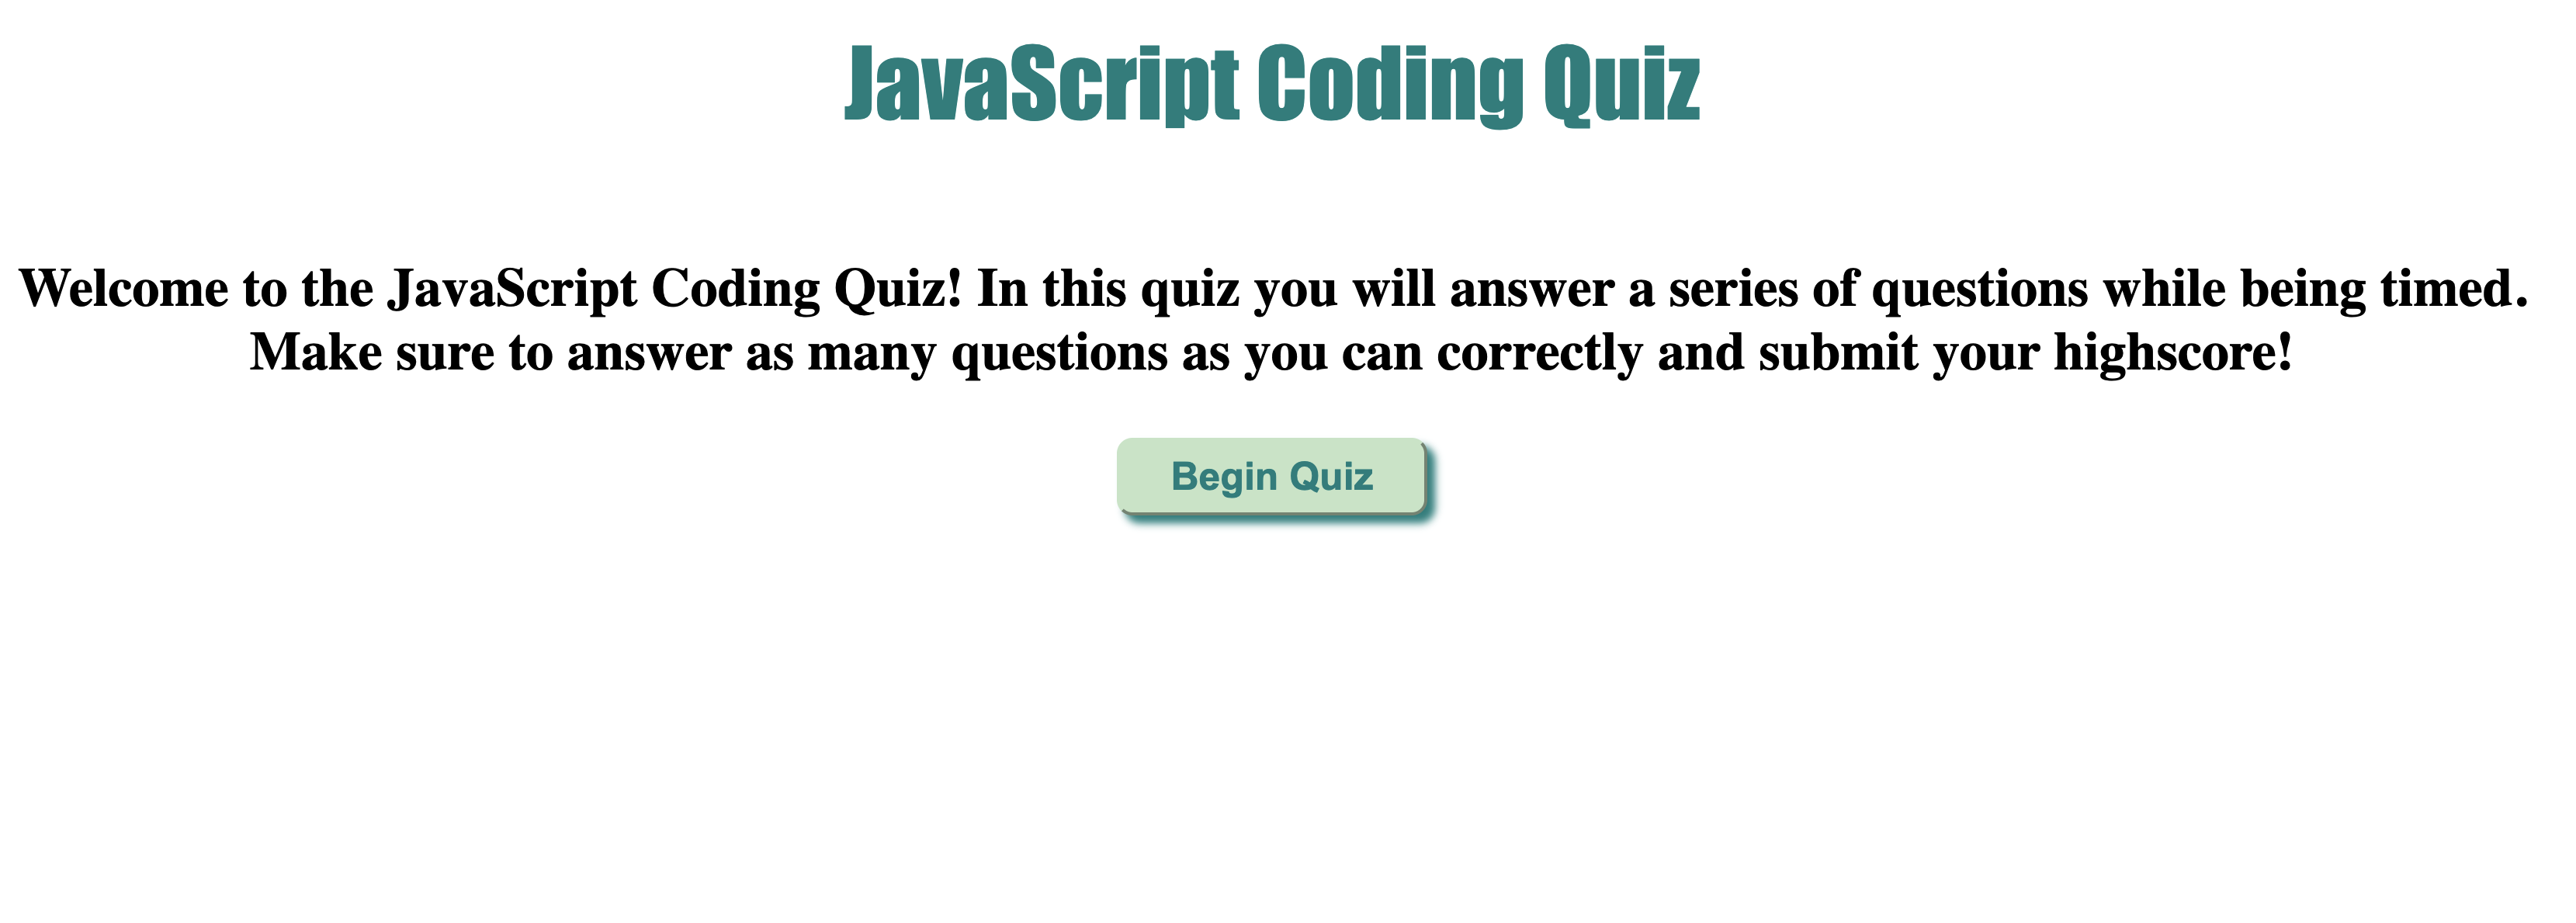 JavaScript Coding Quiz
Welcome to the JavaScript Coding Quiz! In this quiz you will answer a series of questions while being timed.
Make sure to answer as many questions as you can correctly and submit your highscore!
Begin Quiz